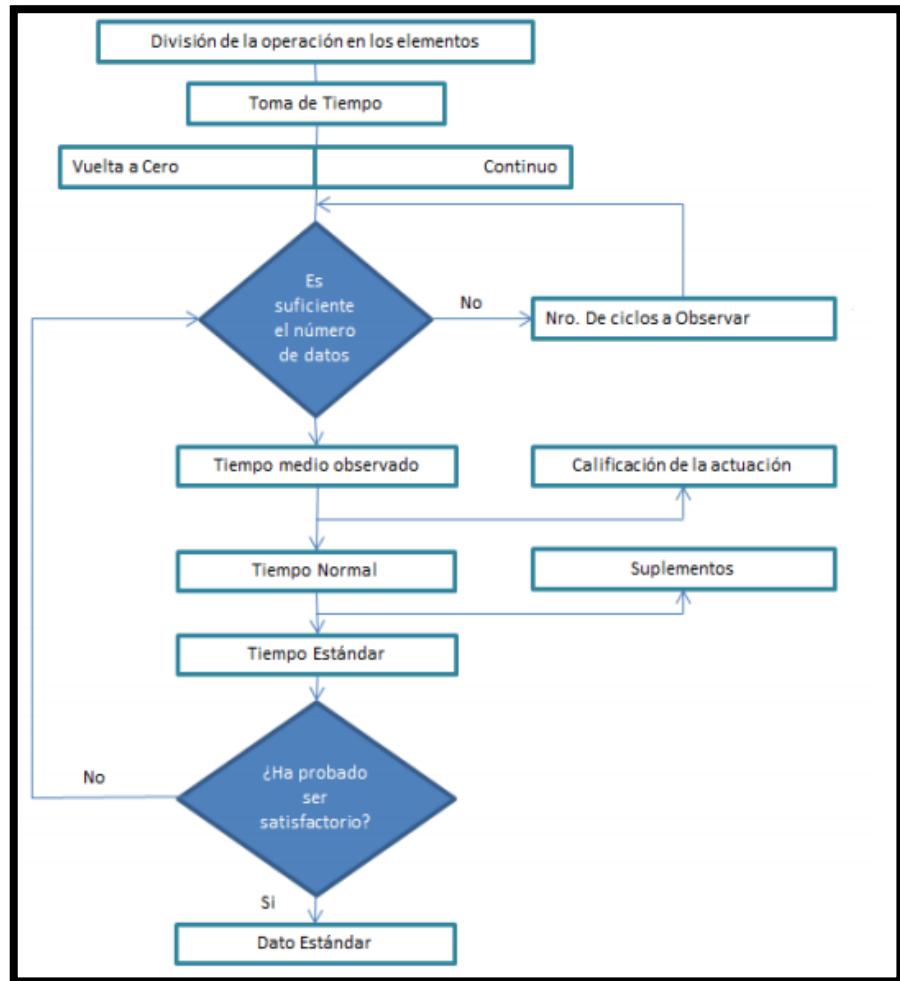 División de la operación en los elementos
Toma de Tiempo
Vuelta a Cero
Continuo
Es
suficiente
el número
de datos
No
Nro. De ciclos a Observar
Tiempo medio observado
Calificación de la actuación
Tiempo Normal
Suplementos
Tiempo Estándar
¿Ha probado
ser
satisfactorio?
No
Si
Dato Estándar